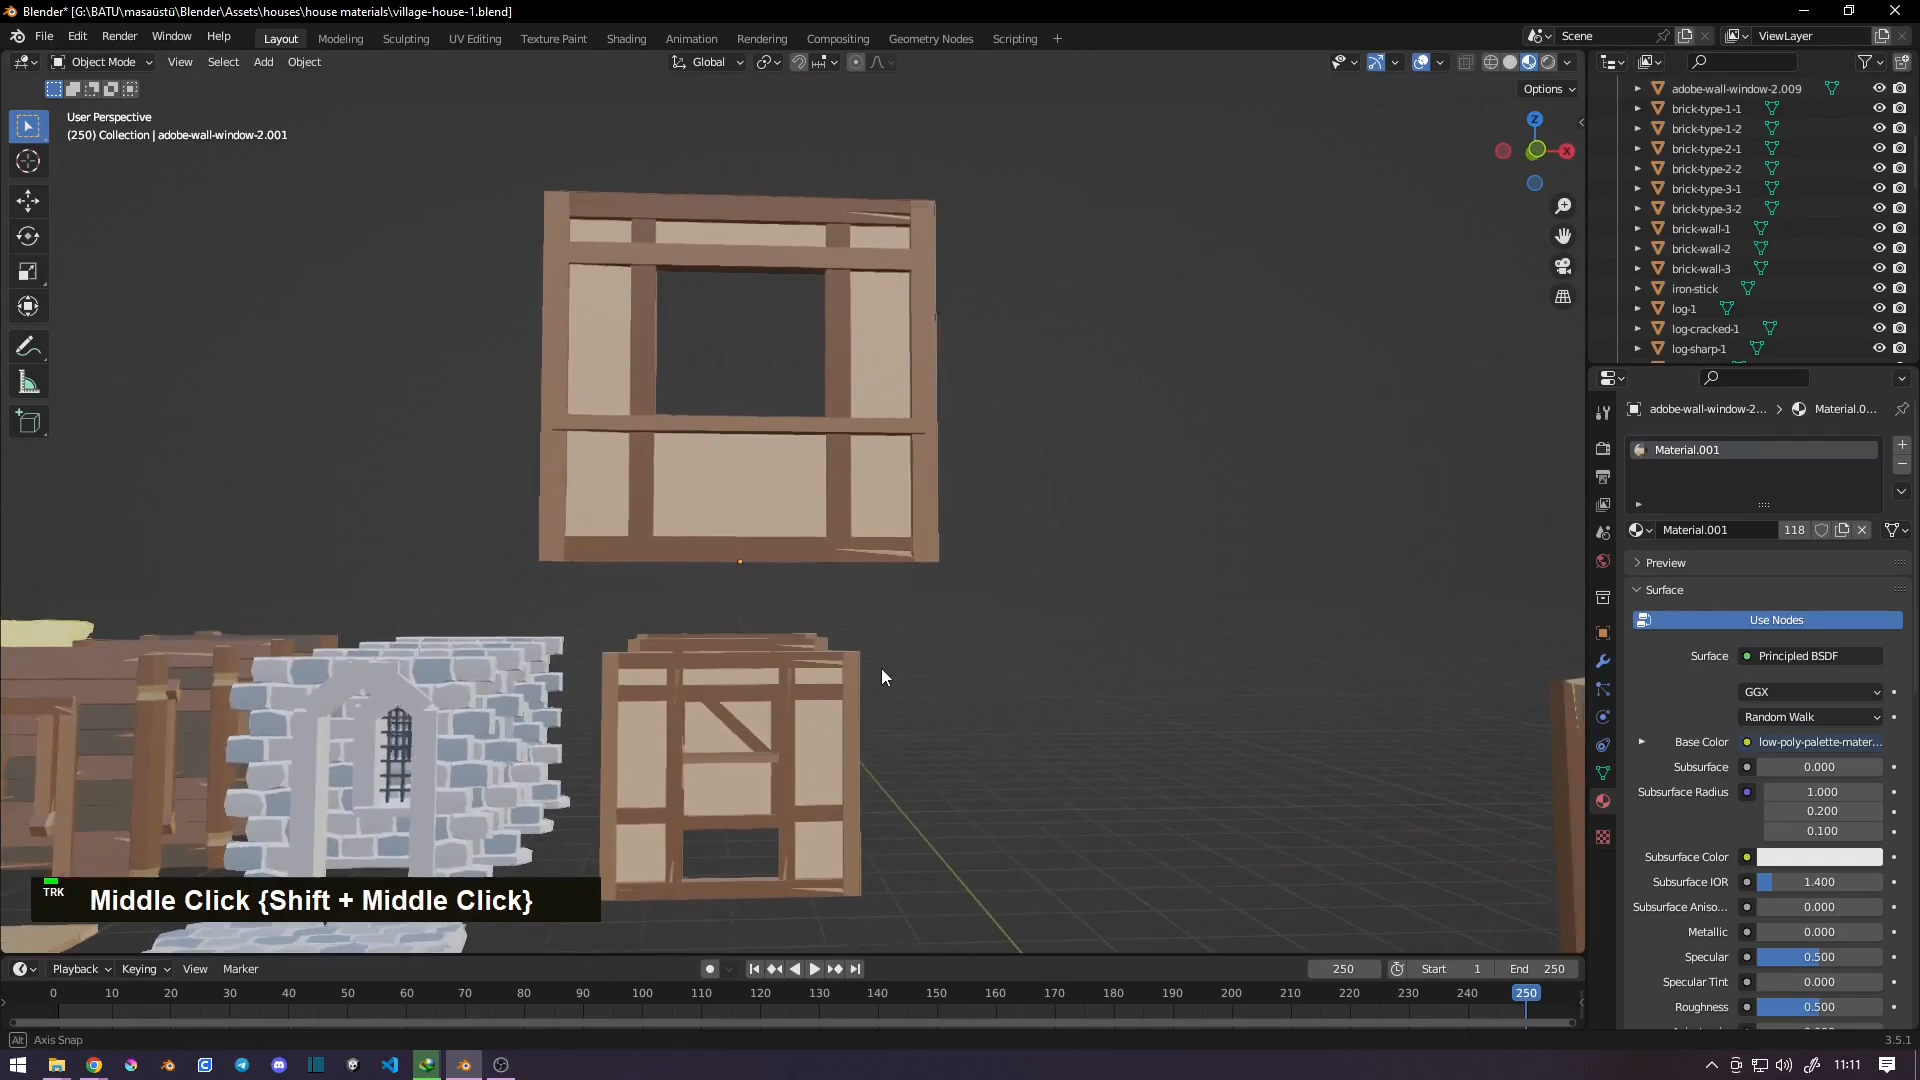 Blender* [G:\BATU\masaüstü\Blender\Assets\houses\house materials\village-house-1.blend]
File Edit Render Window Help Layout Modeling Sculpting UV Editing Texture Paint Shading Animation Rendering Compositing Geometry Nodes Scripting + Scene ViewLayer
Object Mode View Select Add Object Global
Options
User Perspective
(250) Collection | adobe-wall-window-2.001
Z
X
adobe-wall-window-2.009
brick-type-1-1
brick-type-1-2
brick-type-2-1
brick-type-2-2
brick-type-3-1
brick-type-3-2
brick-wall-1
brick-wall-2
brick-wall-3
iron-stick
log-1
log-cracked-1
log-sharp-1
adobe-wall-window-2... > Material.0...
Material.001
Material.001 118
Preview
Surface
Use Nodes
Surface Principled BSDF
GGX
Random Walk
Base Color low-poly-palette-mater...
Subsurface 0.000
Subsurface Radius 1.000
0.200
0.100
Subsurface Color
Subsurface IOR 1.400
Subsurface Aniso... 0.000
Metallic 0.000
Specular 0.500
Specular Tint 0.000
Roughness 0.500
TRK
Middle Click {Shift + Middle Click}
Playback Keying View Marker 250 Start 1 End 250
0 10 20 30 40 50 60 70 80 90 100 110 120 130 140 150 160 170 180 190 200 210 220 230 240 250
Alt Axis Snap 3.5.1
11:11